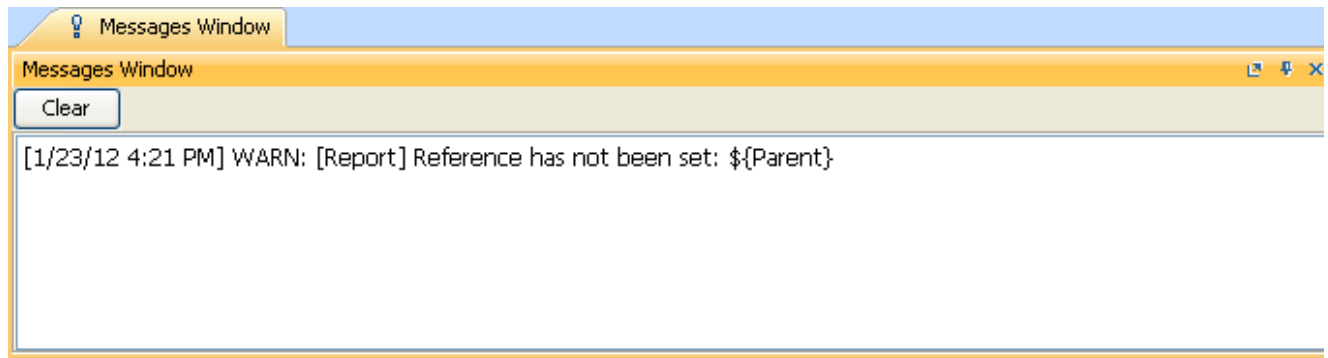 Messages Window
Messages Window
Clear
[1/23/12 4:21 PM] WARN: [Report] Reference has not been set: ${Parent}